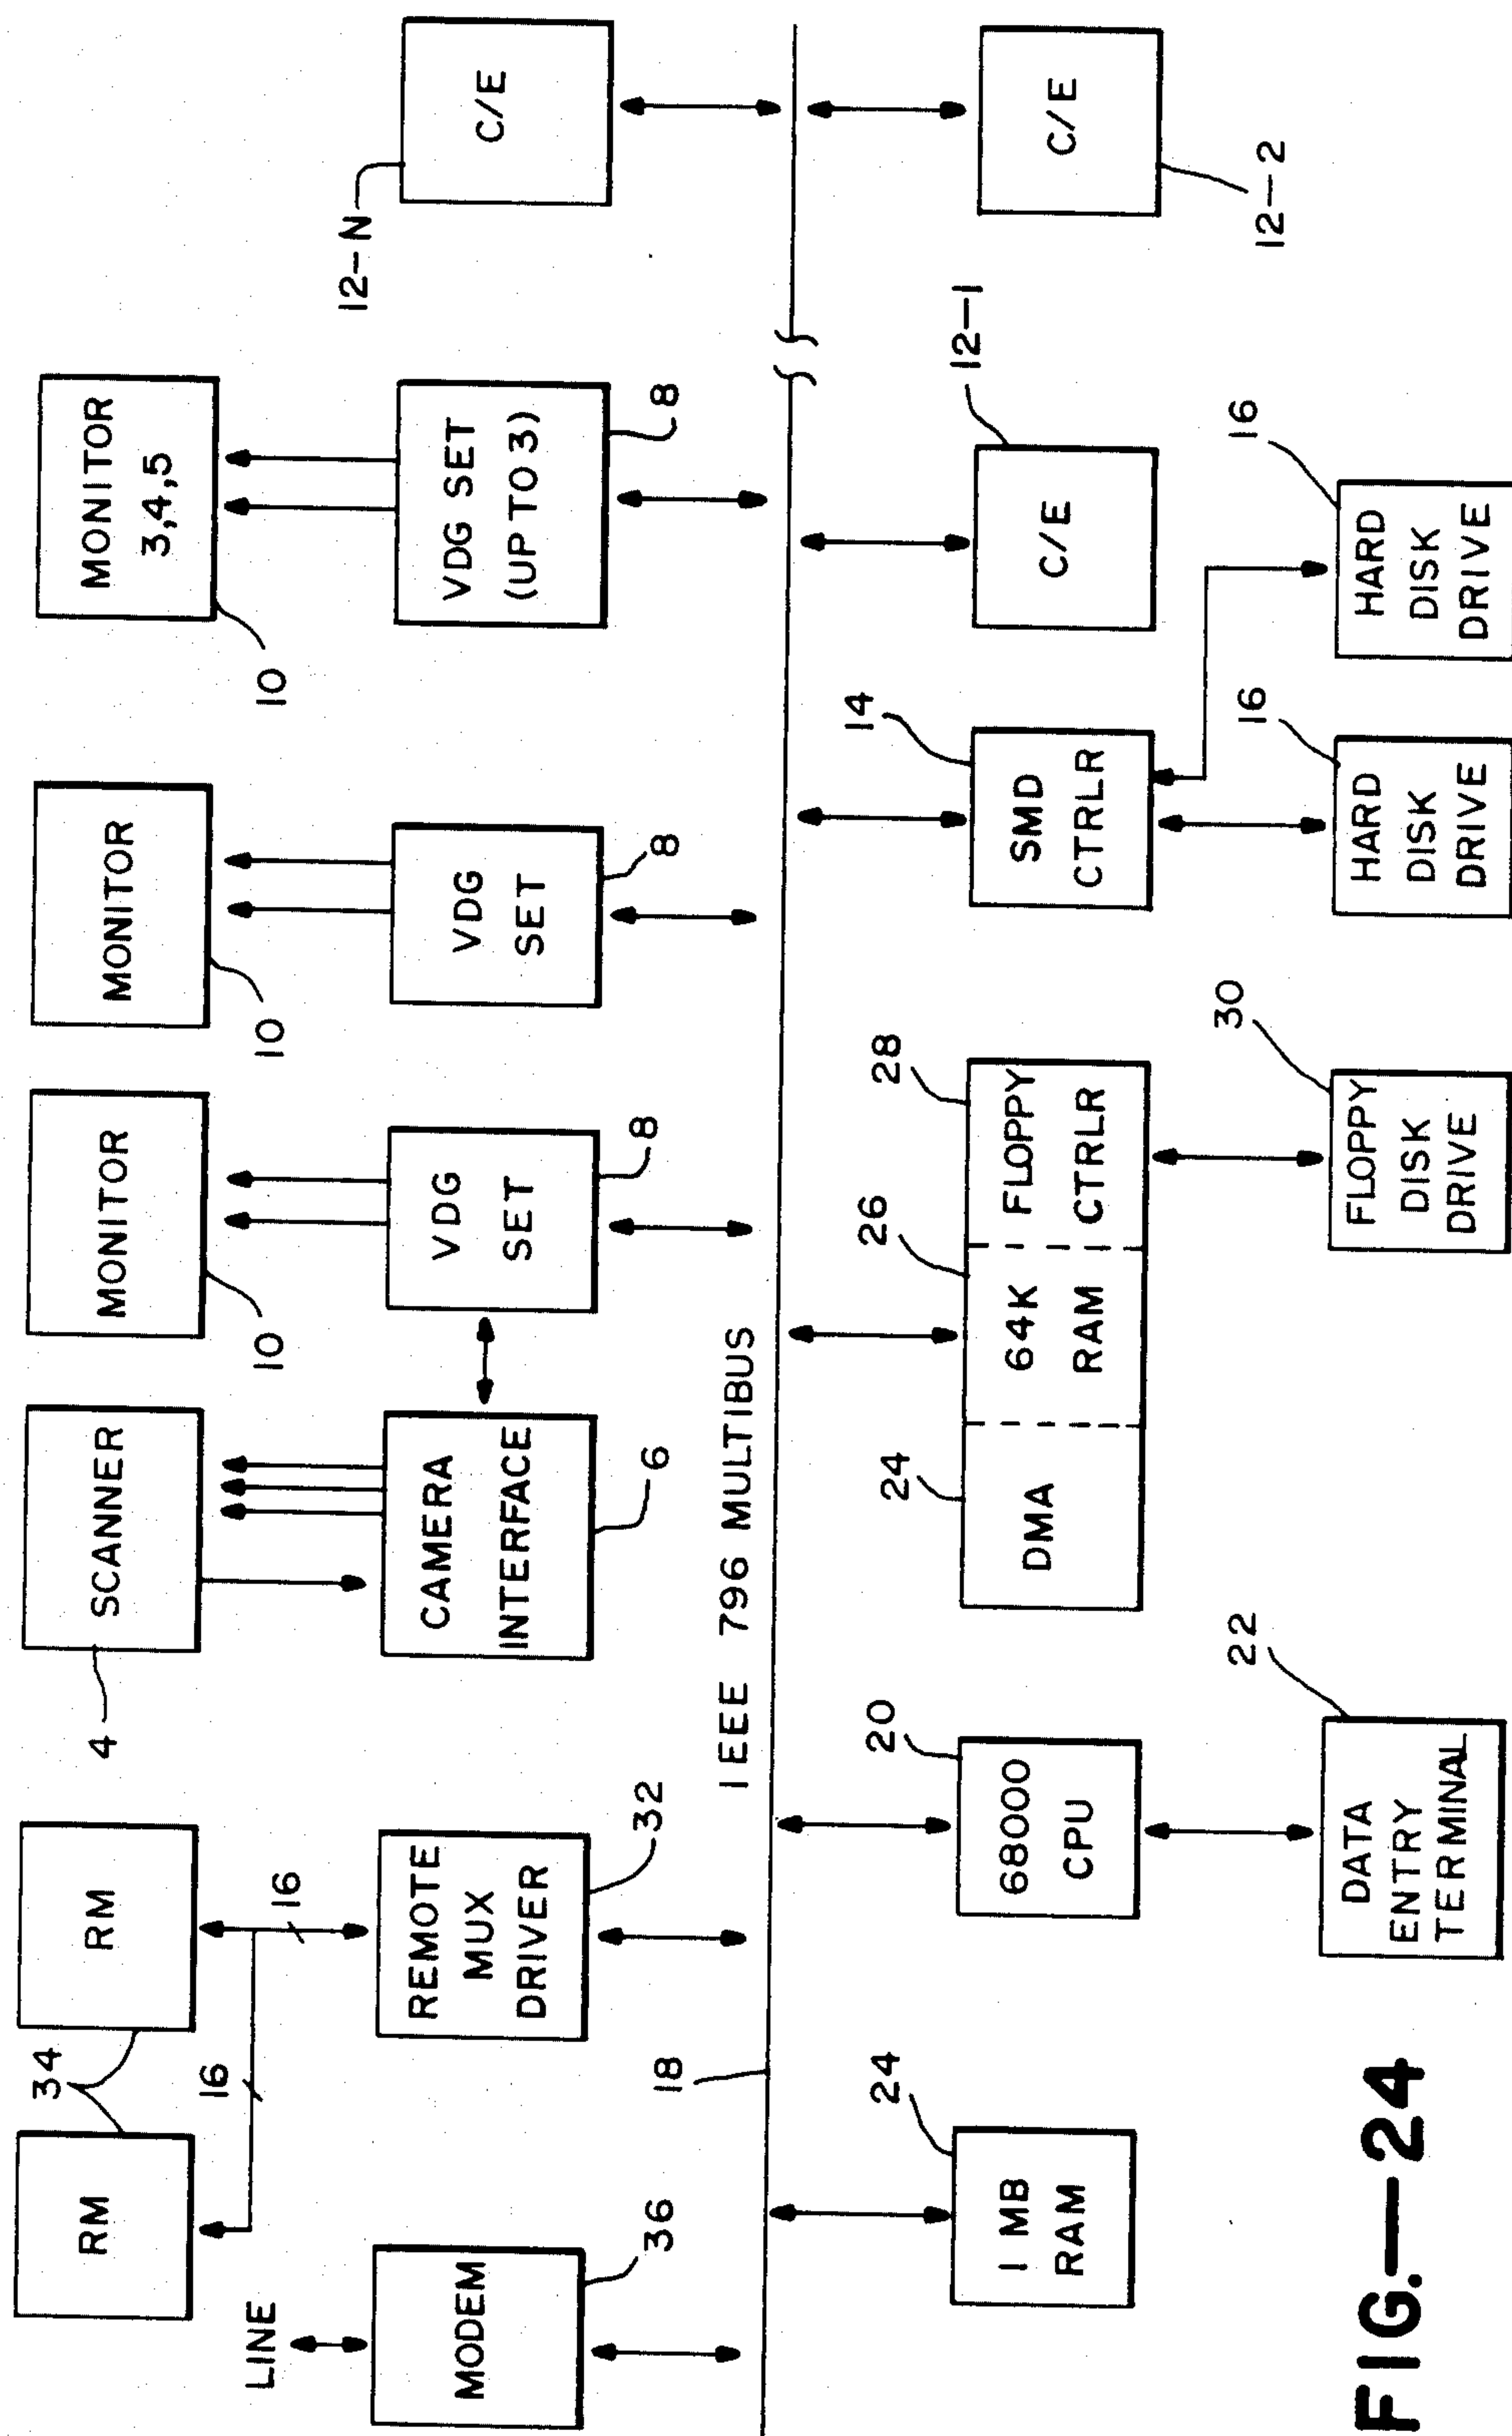 LINE
MODEM
36
RM
34
RM
16
16
REMOTE
MUX
DRIVER
32
SCANNER
4
CAMERA
INTERFACE
6
MONITOR
10
VDG
SET
8
MONITOR
10
VDG
SET
8
MONITOR
3,4,5
10
VDG SET
(UP TO 3)
8
C/E
12-N
IEEE 796 MULTIBUS
18
1 MB
RAM
24
68000
CPU
20
DATA
ENTRY
TERMINAL
22
DMA
24
64K
RAM
26
FLOPPY
CTRLR
28
FLOPPY
DISK
DRIVE
30
SMD
CTRLR
14
HARD
DISK
DRIVE
16
HARD
DISK
DRIVE
16
C/E
12-1
C/E
12-2
FIG.—24